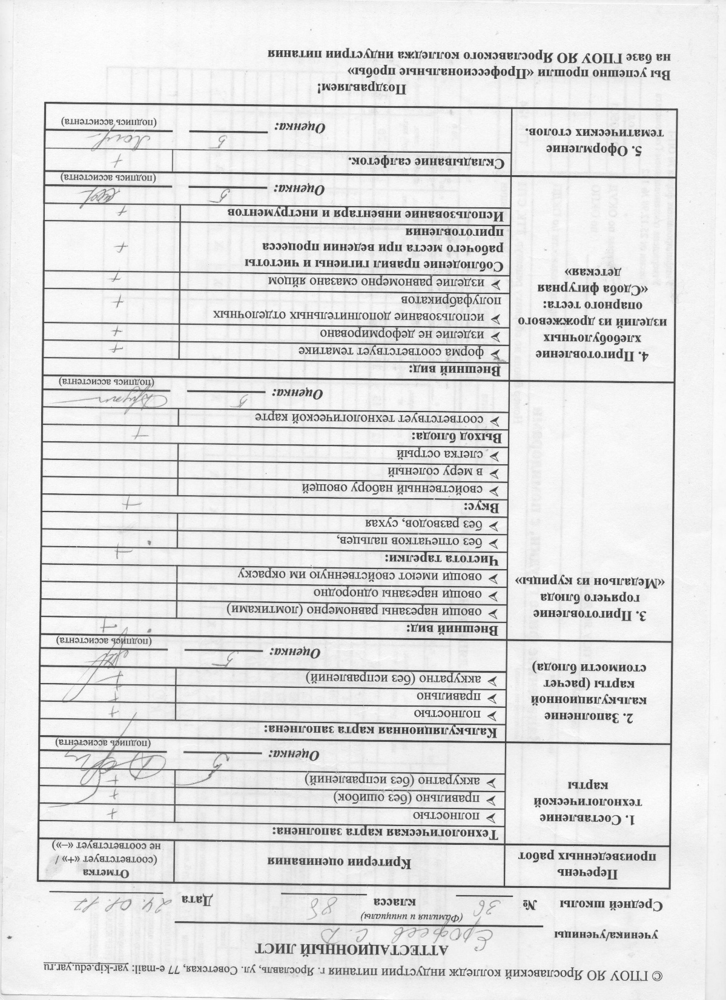 © ГПОУ ЯО Ярославский колледж индустрии питания г. Ярославль, ул. Советская, 77 e-mail: yar-kip.edu.yar.ru
АТТЕСТАЦИОННЫЙ ЛИСТ
ученика/ученицы Ерофеев С. Д
(Фамилия и инициалы)
Средней школы № 36 8б класса Дата 24.01.17
Перечень произведенных работ
Критерии оценивания
Отметка
(соответствует «+» /
не соответствует «–»)
1. Составление
технологической
карты
Технологическая карта заполнена:
➢ полностью +
➢ правильно (без ошибок) +
➢ аккуратно (без исправлений) +
Оценка: 5
(подпись ассистента)
2. Заполнение
калькуляционной
карты (расчет
стоимости блюда)
Калькуляционная карта заполнена:
➢ полностью +
➢ правильно +
➢ аккуратно (без исправлений) +
Оценка: 5
(подпись ассистента)
3. Приготовление
горячего блюда
«Медальон из курицы»
Внешний вид: +
➢ овощи нарезаны равномерно (ломтиками)
➢ овощи нарезаны однородно
➢ овощи имеют свойственную им окраску
Чистота тарелки: +
➢ без отпечатков пальцев,
➢ без разводов, сухая
Вкус: +
➢ свойственный набору овощей
➢ в меру соленый
➢ слегка острый
Выход блюда: +
➢ соответствует технологической карте
Оценка: 5
(подпись ассистента)
4. Приготовление
хлебобулочных
изделий из дрожжевого
опарного теста:
«Сдоба фигурная
детская»
Внешний вид:
➢ форма соответствует тематике +
➢ изделие не деформировано +
➢ использование дополнительных отделочных
полуфабрикатов +
➢ изделие равномерно смазано яйцом +
Соблюдение правил гигиены и чистоты
рабочего места при ведении процесса
приготовления +
Использование инвентаря и инструментов +
Оценка: 5
(подпись ассистента)
5. Оформление
тематических столов.
Складывание салфеток. +
Оценка: 5
(подпись ассистента)
Поздравляем!
Вы успешно прошли «Профессиональные пробы»
на базе ГПОУ ЯО Ярославского колледжа индустрии питания